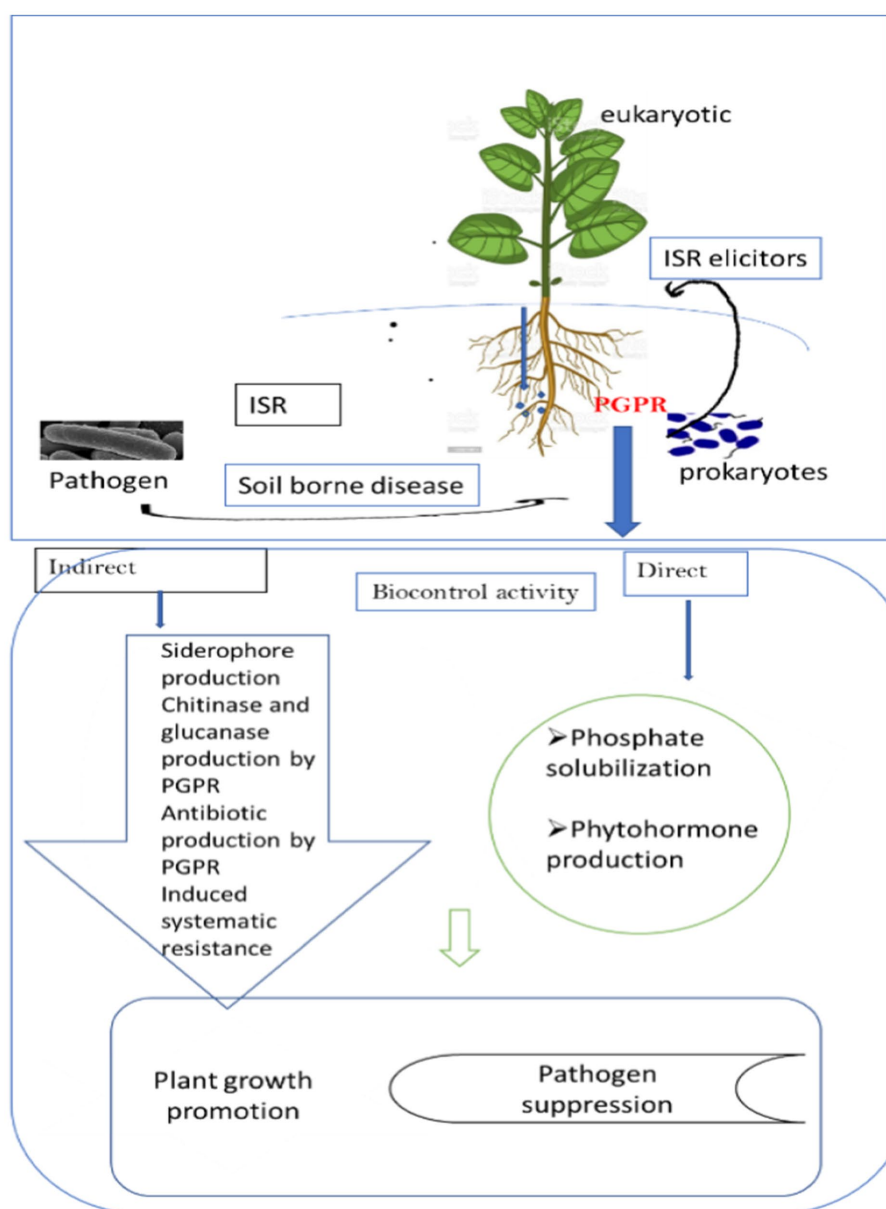 eukaryotic
ISR elicitors
ISR
PGPR
Pathogen
Soil borne disease
prokaryotes
Indirect
Biocontrol activity
Direct
Siderophore
production
Chitinase and
glucanase
production by
PGPR
Antibiotic
production by
PGPR
Induced
systematic
resistance
➢Phosphate
solubilization
➢Phytohormone
production
Plant growth
promotion
Pathogen
suppression